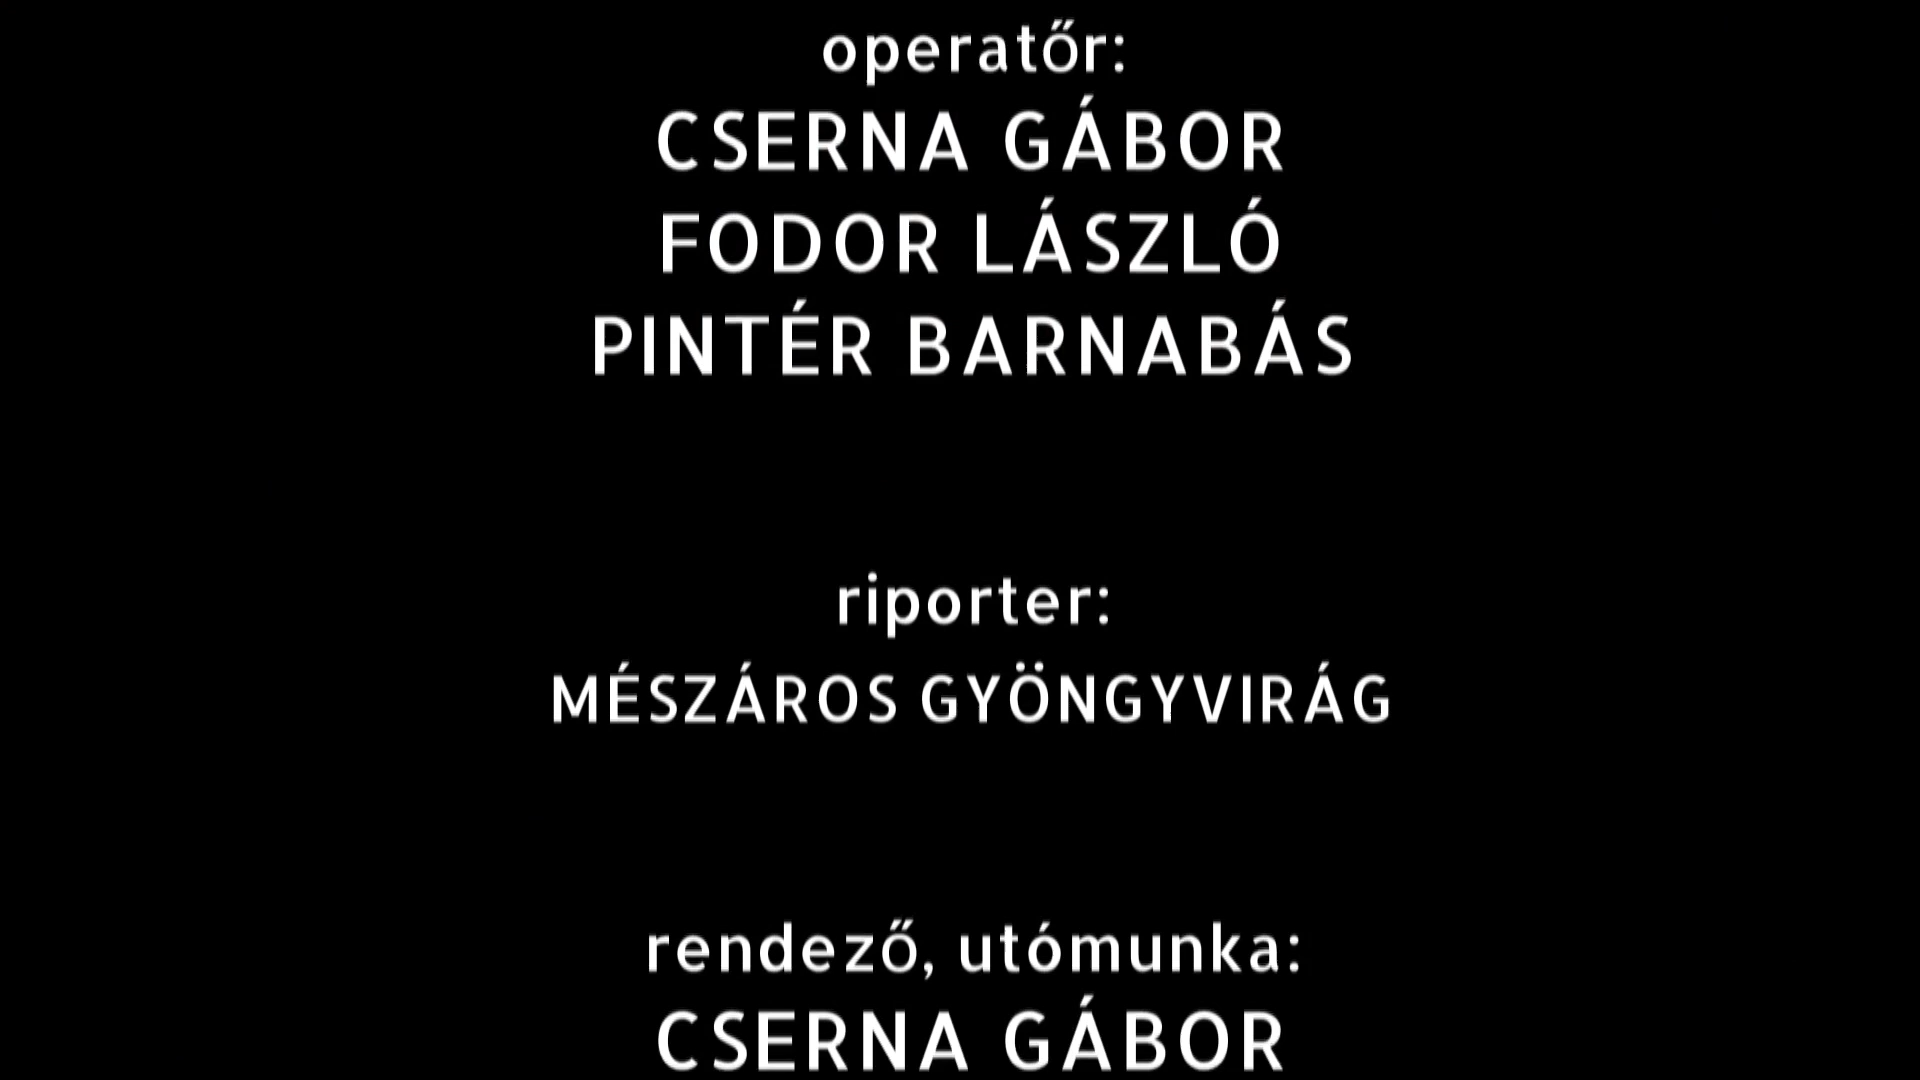 operatőr:
CSERNA GÁBOR
FODOR LÁSZLÓ
PINTÉR BARNABÁS
riporter:
MÉSZÁROS GYÖNGYVIRÁG
rendező, utómunka:
CSERNA GÁBOR